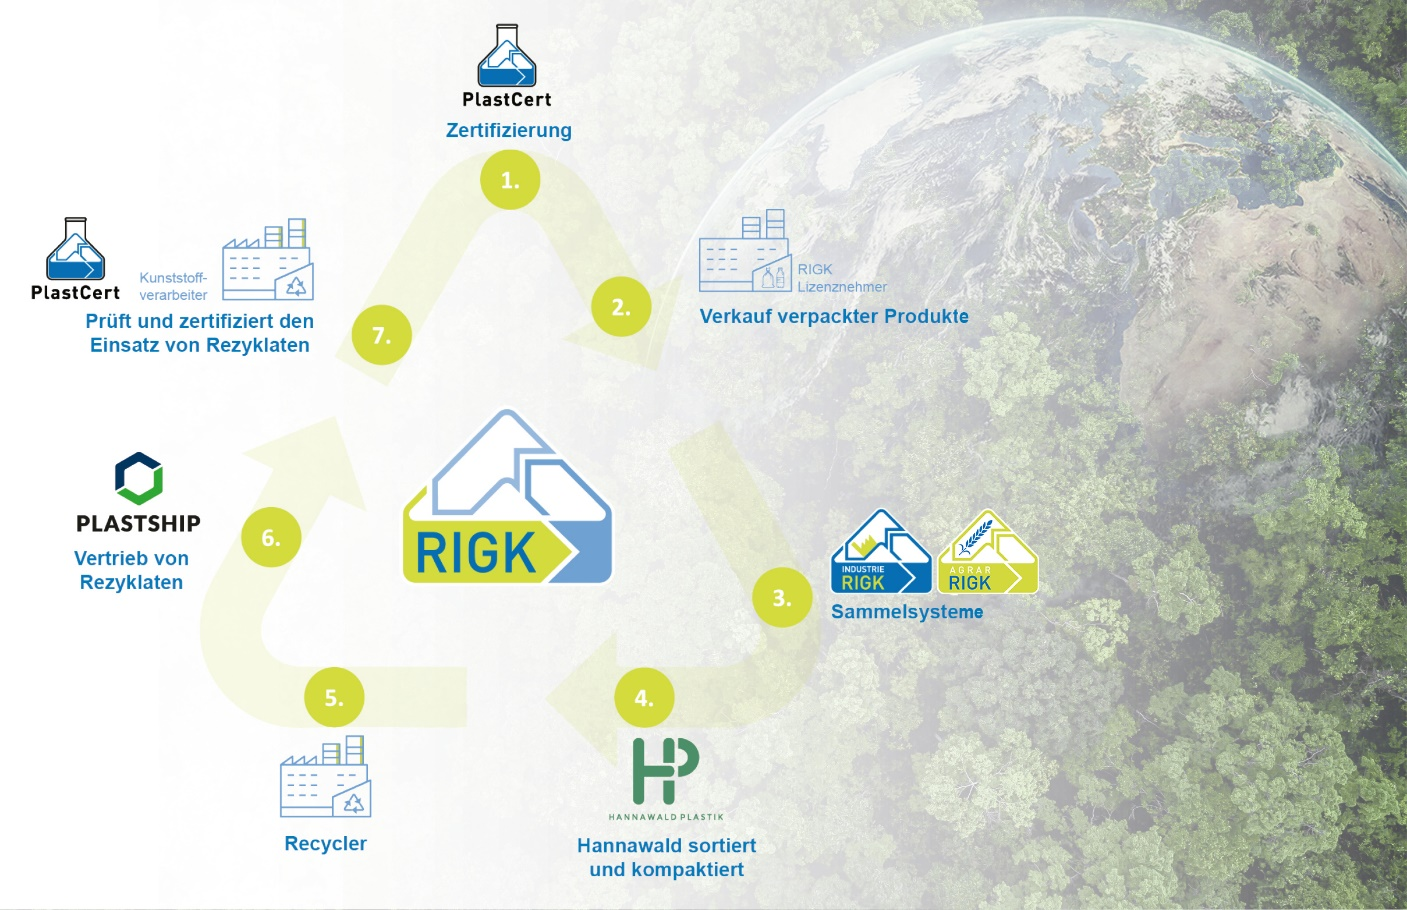 PlastCert
Zertifizierung
1.
2.
RIGK
Lizenznehmer
Verkauf verpackter Produkte
3.
INDUSTRIE
RIGK
AGRAR
RIGK
Sammelsysteme
4.
HP
HANNAWALD PLASTIK
Hannawald sortiert
und kompaktiert
5.
Recycler
6.
PLASTSHIP
Vertrieb von
Rezyklaten
7.
PlastCert
Kunststoff-
verarbeiter
Prüft und zertifiziert den
Einsatz von Rezyklaten
RIGK